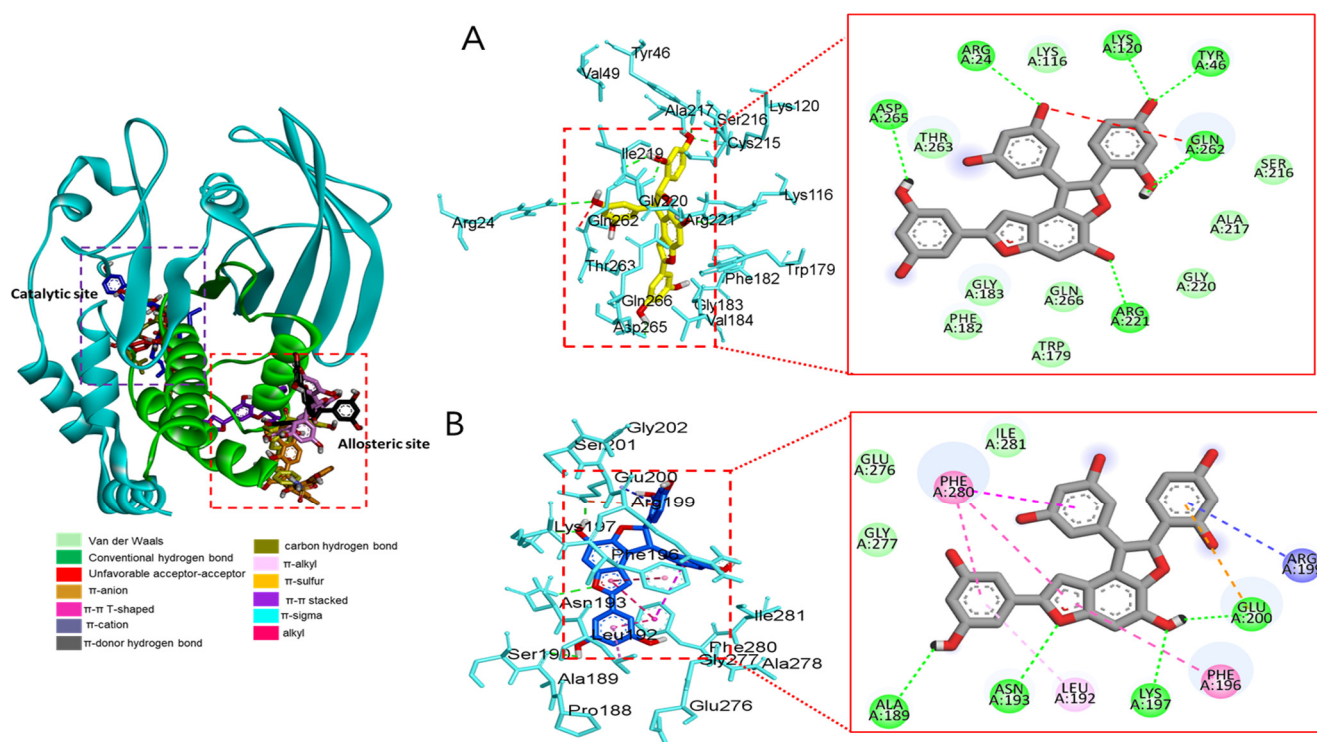 Catalytic site
Allosteric site
Van der Waals
Conventional hydrogen bond
Unfavorable acceptor-acceptor
π-anion
π-π T-shaped
π-cation
π-donor hydrogen bond
carbon hydrogen bond
π-alkyl
π-sulfur
π-π stacked
π-sigma
alkyl
A
Tyr46
Val49
Ala217
Lys120
Ser216
Cys215
Ile219
Gly220
Lys116
Arg24
Gln262
Arg221
Thr263
Phe182
Trp179
Gln266
Gly183
Asp265
Val184
ARG
A:24
LYS
A:116
LYS
A:120
TYR
A:46
ASP
A:265
THR
A:263
GLN
A:262
SER
A:216
ALA
A:217
GLY
A:183
GLN
A:266
GLY
A:220
PHE
A:182
ARG
A:221
TRP
A:179
B
Gly202
Ser201
Glu200
Arg199
Lys197
Phe196
Asn193
Ile281
Leu192
Phe280
Ser190
Gly277
Ala278
Ala189
Glu276
Pro188
ILE
A:281
GLU
A:276
PHE
A:280
GLY
A:277
ARG
A:199
GLU
A:200
PHE
A:196
ALA
A:189
ASN
A:193
LEU
A:192
LYS
A:197